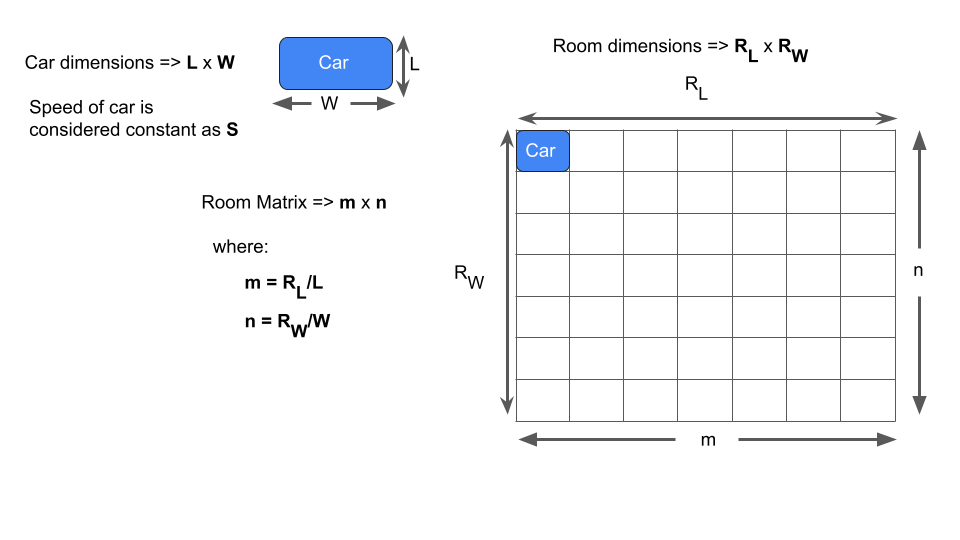 Car dimensions => L x W
Car
L
W
Speed of car is
considered constant as S
Room Matrix => m x n
where:
m = RL/L
n = RW/W
Room dimensions => RL x RW
RL
Car
RW
n
m